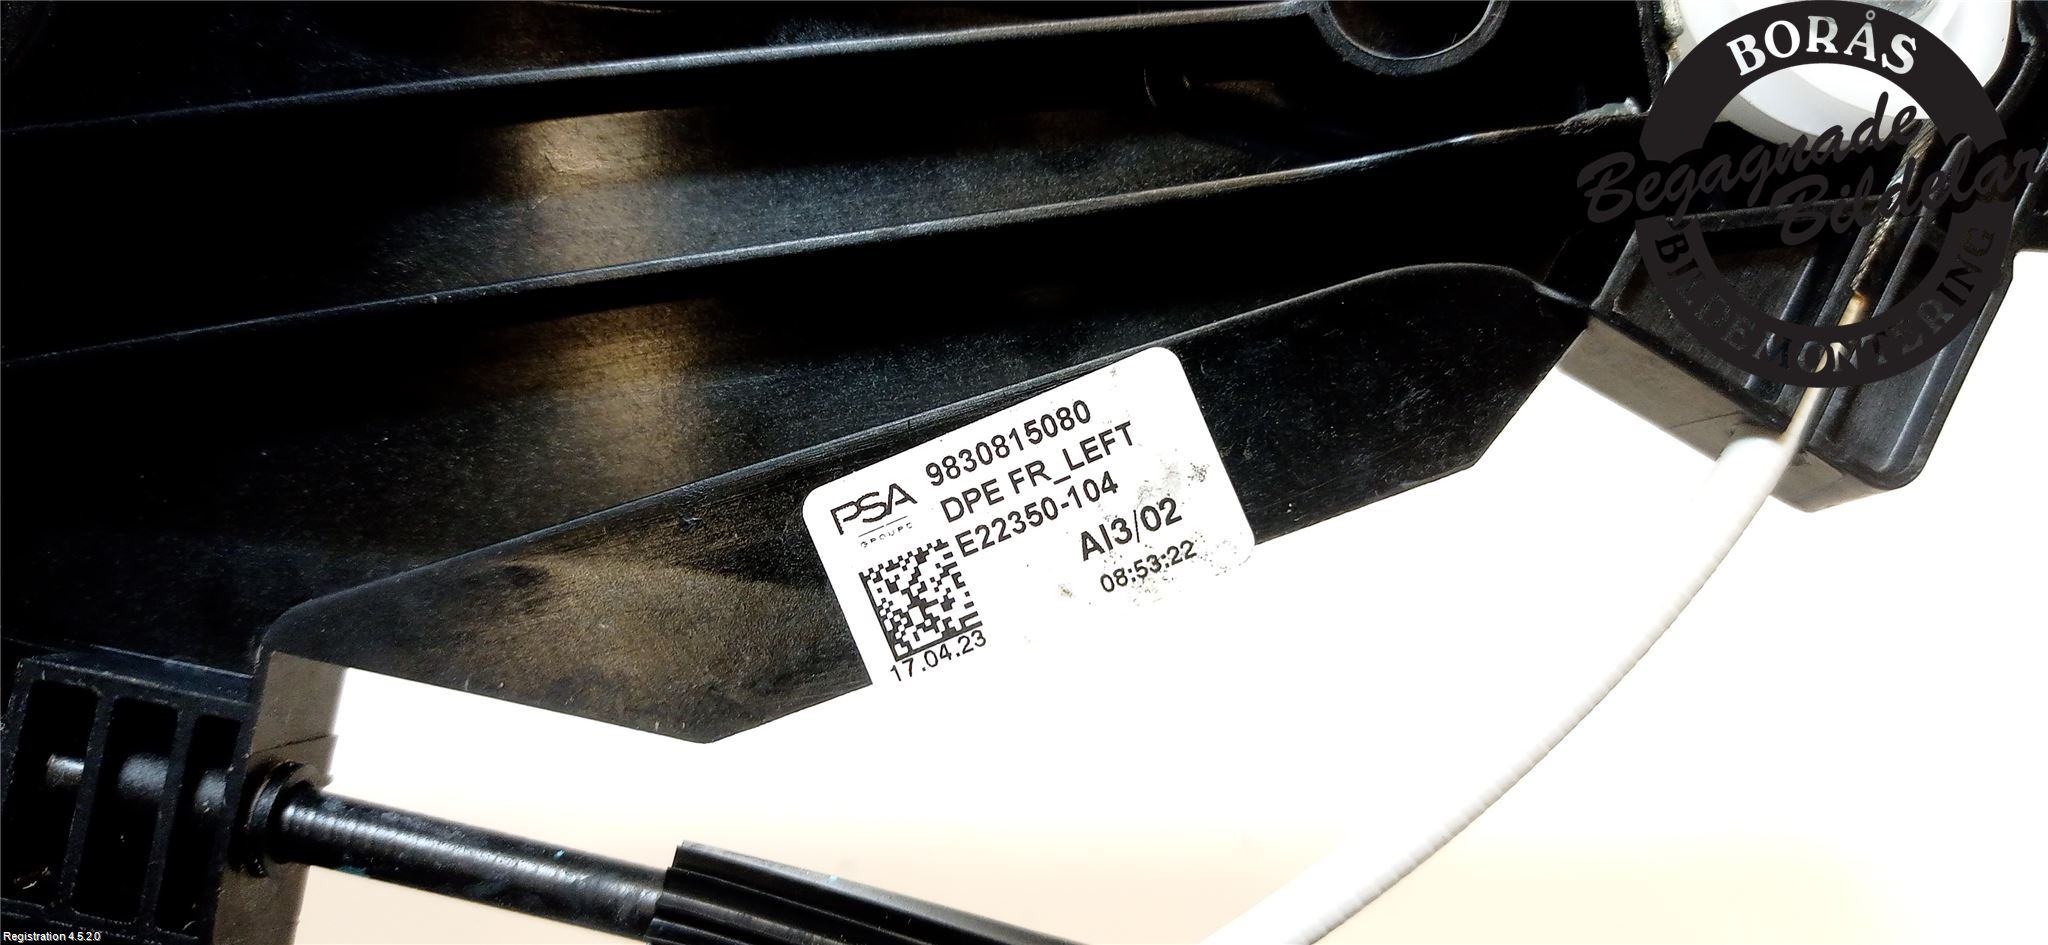 BORÅS
Begagnade
Bildelar
BILDEMONTERING
PSA
GROUPE
9830815080
DPE FR_LEFT
E22350-104
AI3/02
08:53:22
17.04.23
Registration 4.5.2.0